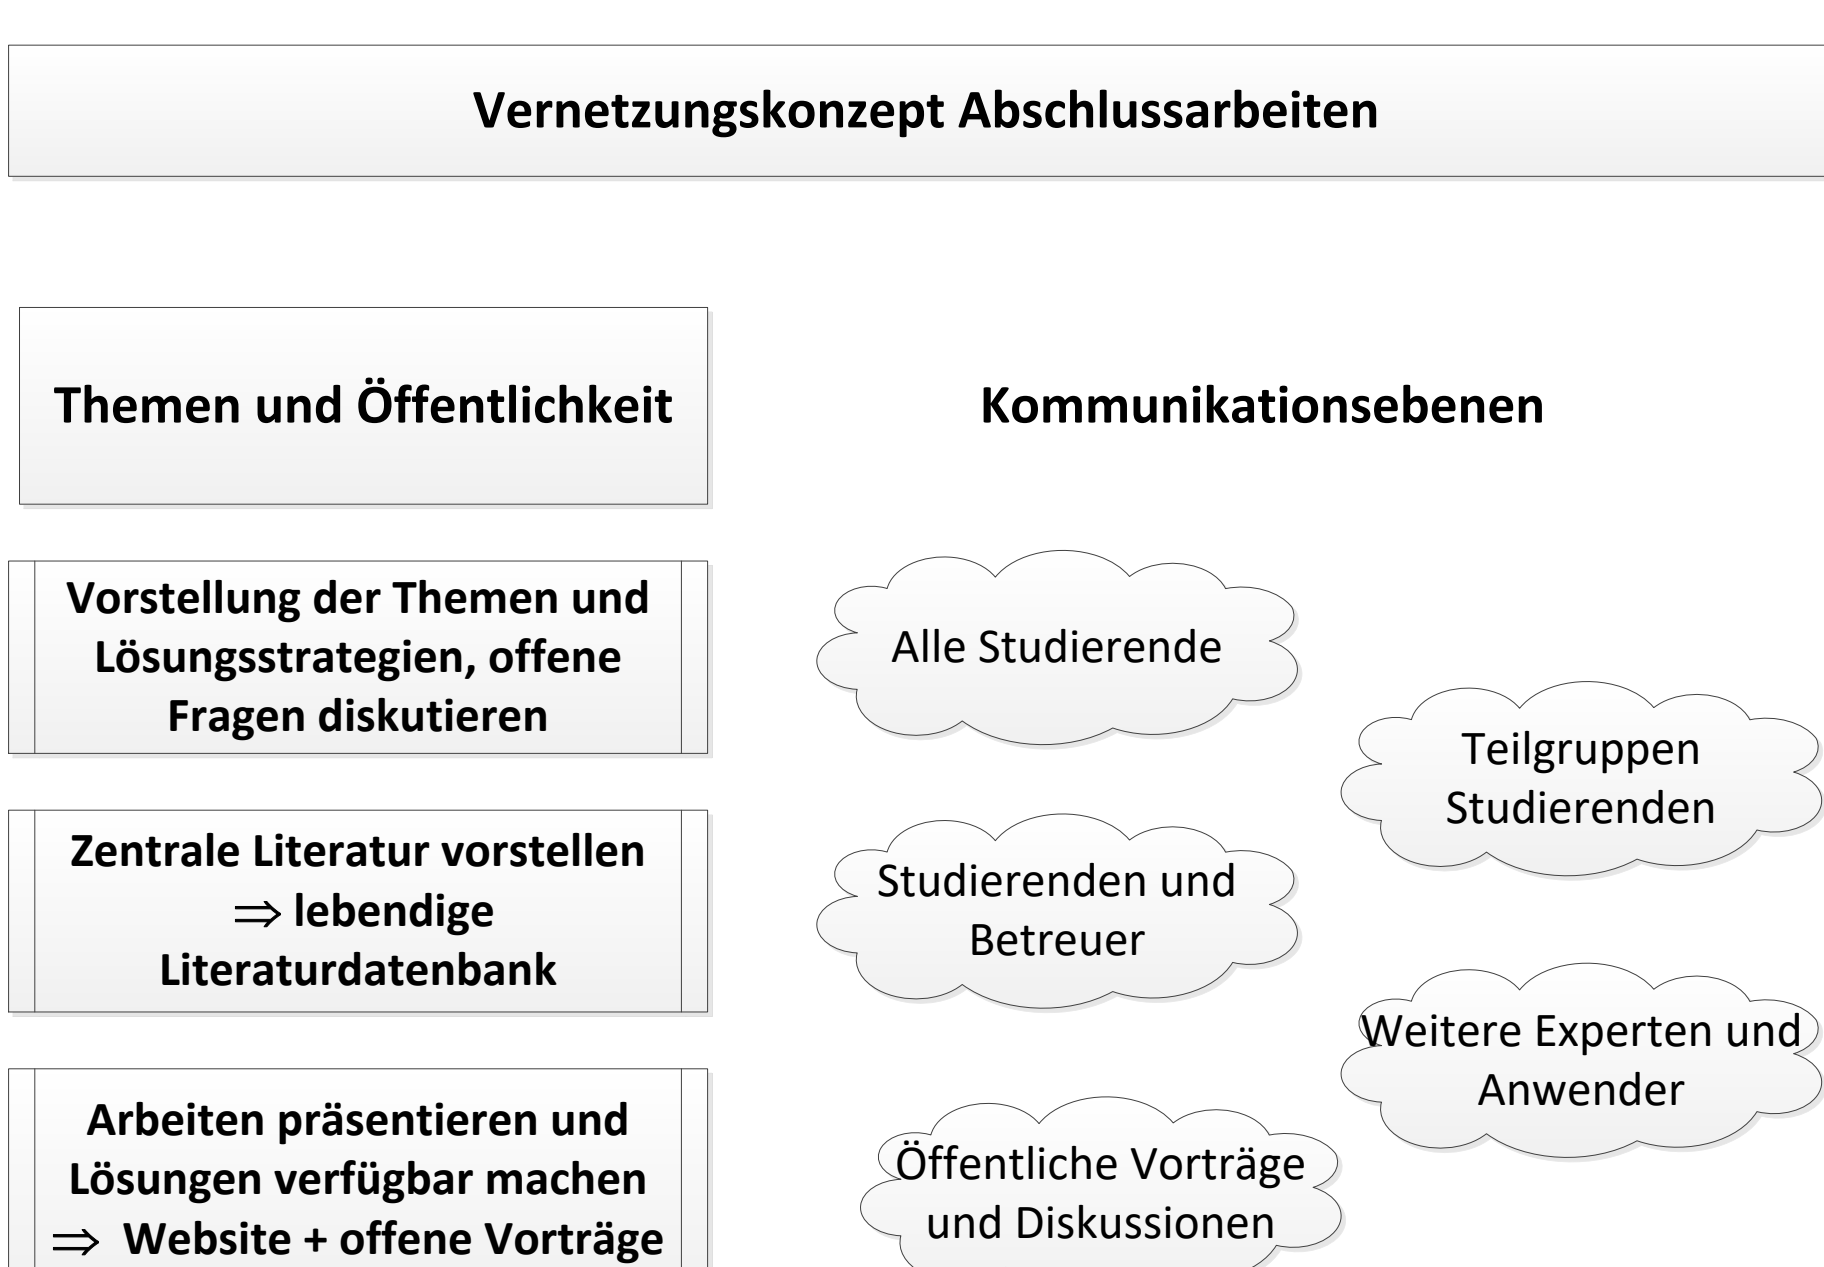 Vernetzungskonzept Abschlussarbeiten
Themen und Öffentlichkeit
Kommunikationsebenen
Vorstellung der Themen und
Lösungsstrategien, offene
Fragen diskutieren
Zentrale Literatur vorstellen
⇒ lebendige
Literaturdatenbank
Arbeiten präsentieren und
Lösungen verfügbar machen
⇒ Website + offene Vorträge
Alle Studierende
Teilgruppen
Studierenden
Studierenden und
Betreuer
Weitere Experten und
Anwender
Öffentliche Vorträge
und Diskussionen